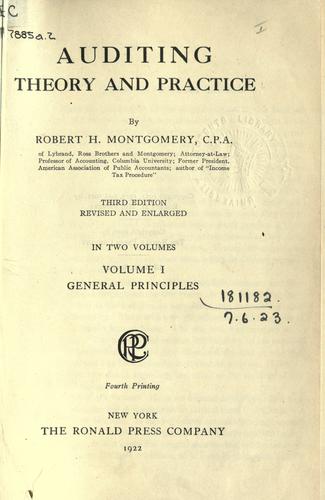 C
7885a.2
I
AUDITING
THEORY AND PRACTICE
By
ROBERT H. MONTGOMERY, C.P.A.
of Lybrand, Ross Brothers and Montgomery; Attorney-at-Law;
Professor of Accounting, Columbia University; Former President,
American Association of Public Accountants; author of "Income
Tax Procedure"
THIRD EDITION
REVISED AND ENLARGED
IN TWO VOLUMES
VOLUME I
GENERAL PRINCIPLES
181182.
7.6.23.
Fourth Printing
NEW YORK
THE RONALD PRESS COMPANY
1922